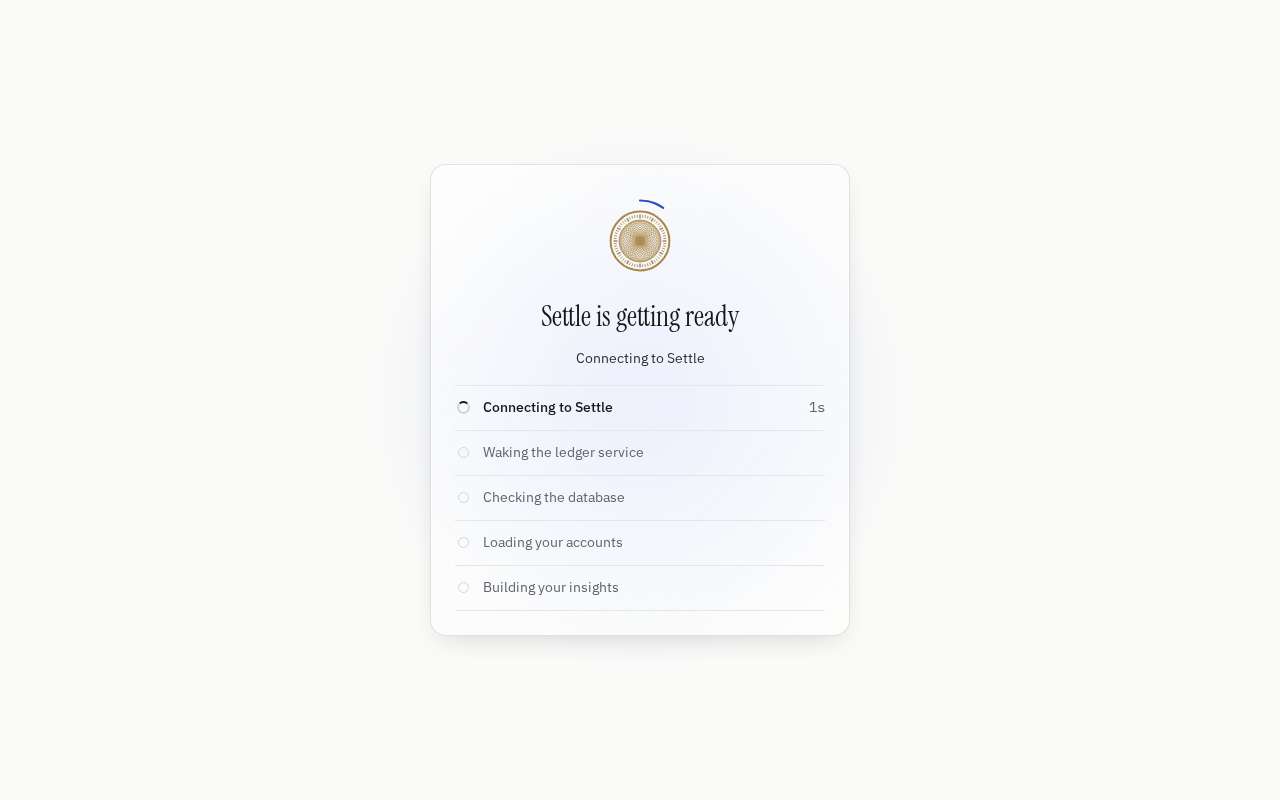 Settle is getting ready
Connecting to Settle
Connecting to Settle 1s
Waking the ledger service
Checking the database
Loading your accounts
Building your insights